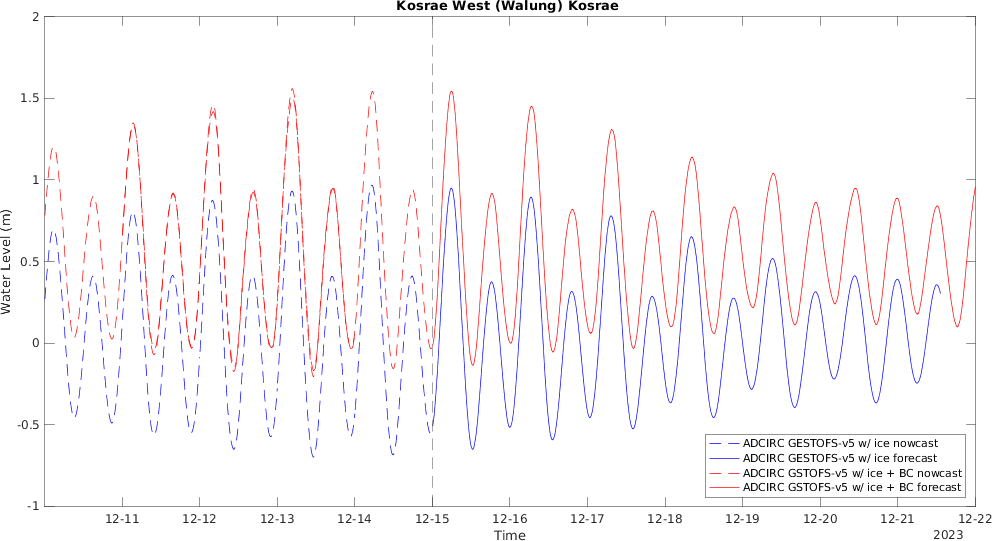 Kosrae West (Walung) Kosrae
2
1.5
1
0.5
0
-0.5
-1
Water Level (m)
12-11
12-12
12-13
12-14
12-15
12-16
12-17
12-18
12-19
12-20
12-21
12-22
Time
2023
ADCIRC GESTOFS-v5 w/ ice nowcast
ADCIRC GESTOFS-v5 w/ ice forecast
ADCIRC GSTOFS-v5 w/ ice + BC nowcast
ADCIRC GSTOFS-v5 w/ ice + BC forecast